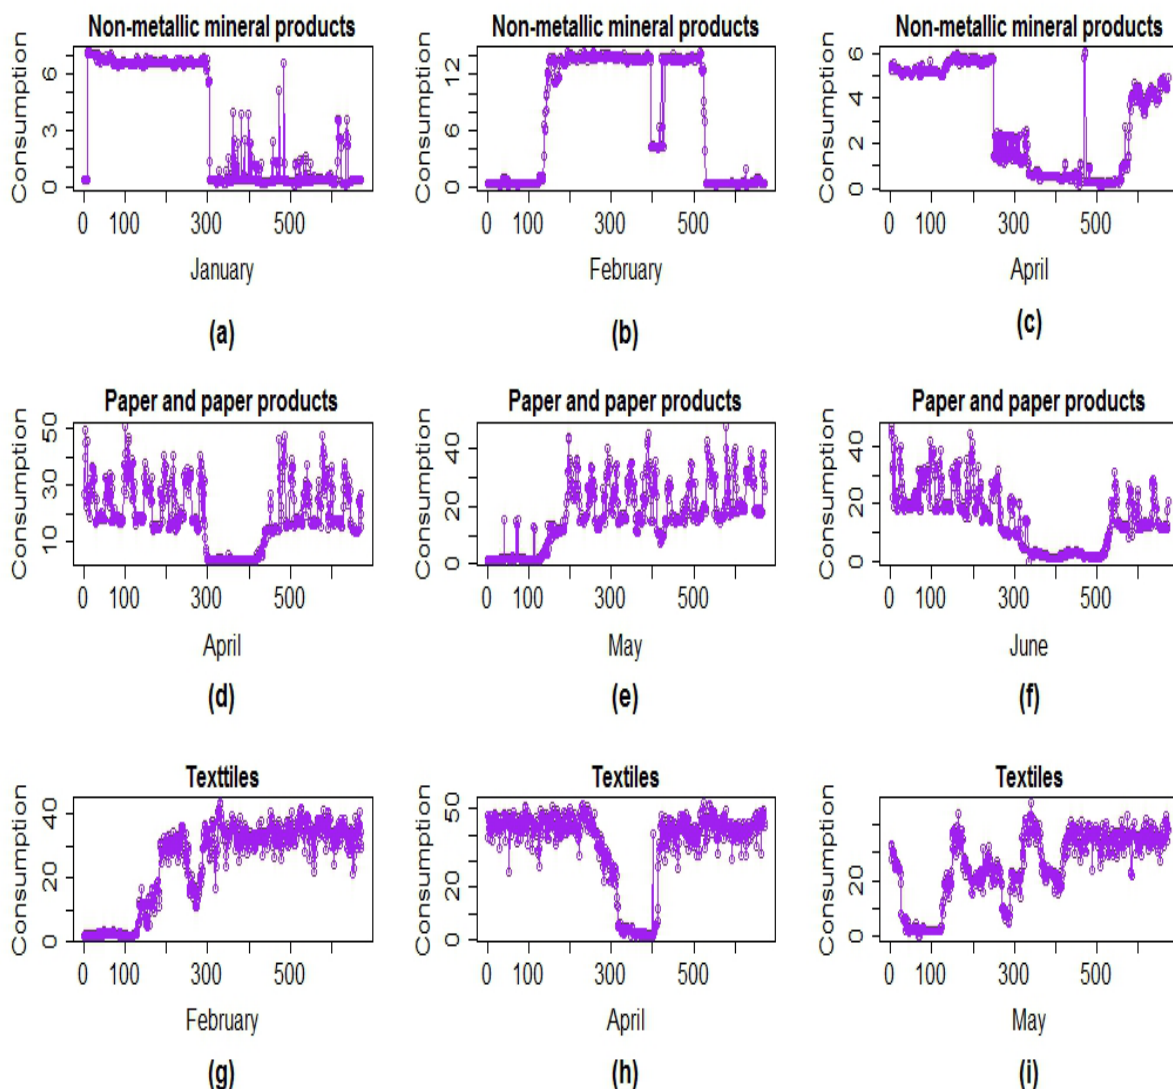 Non-metallic mineral products
Consumption
0 3 6
0 100 300 500
January
(a)
Non-metallic mineral products
Consumption
0 6 12
0 100 300 500
February
(b)
Non-metallic mineral products
Consumption
0 2 4 6
0 100 300 500
April
(c)
Paper and paper products
Consumption
10 30 50
0 100 300 500
April
(d)
Paper and paper products
Consumption
0 20 40
0 100 300 500
May
(e)
Paper and paper products
Consumption
0 20 40
0 100 300 500
June
(f)
Texttiles
Consumption
0 20 40
0 100 300 500
February
(g)
Textiles
Consumption
0 20 50
0 100 300 500
April
(h)
Textiles
Consumption
0 20
0 100 300 500
May
(i)